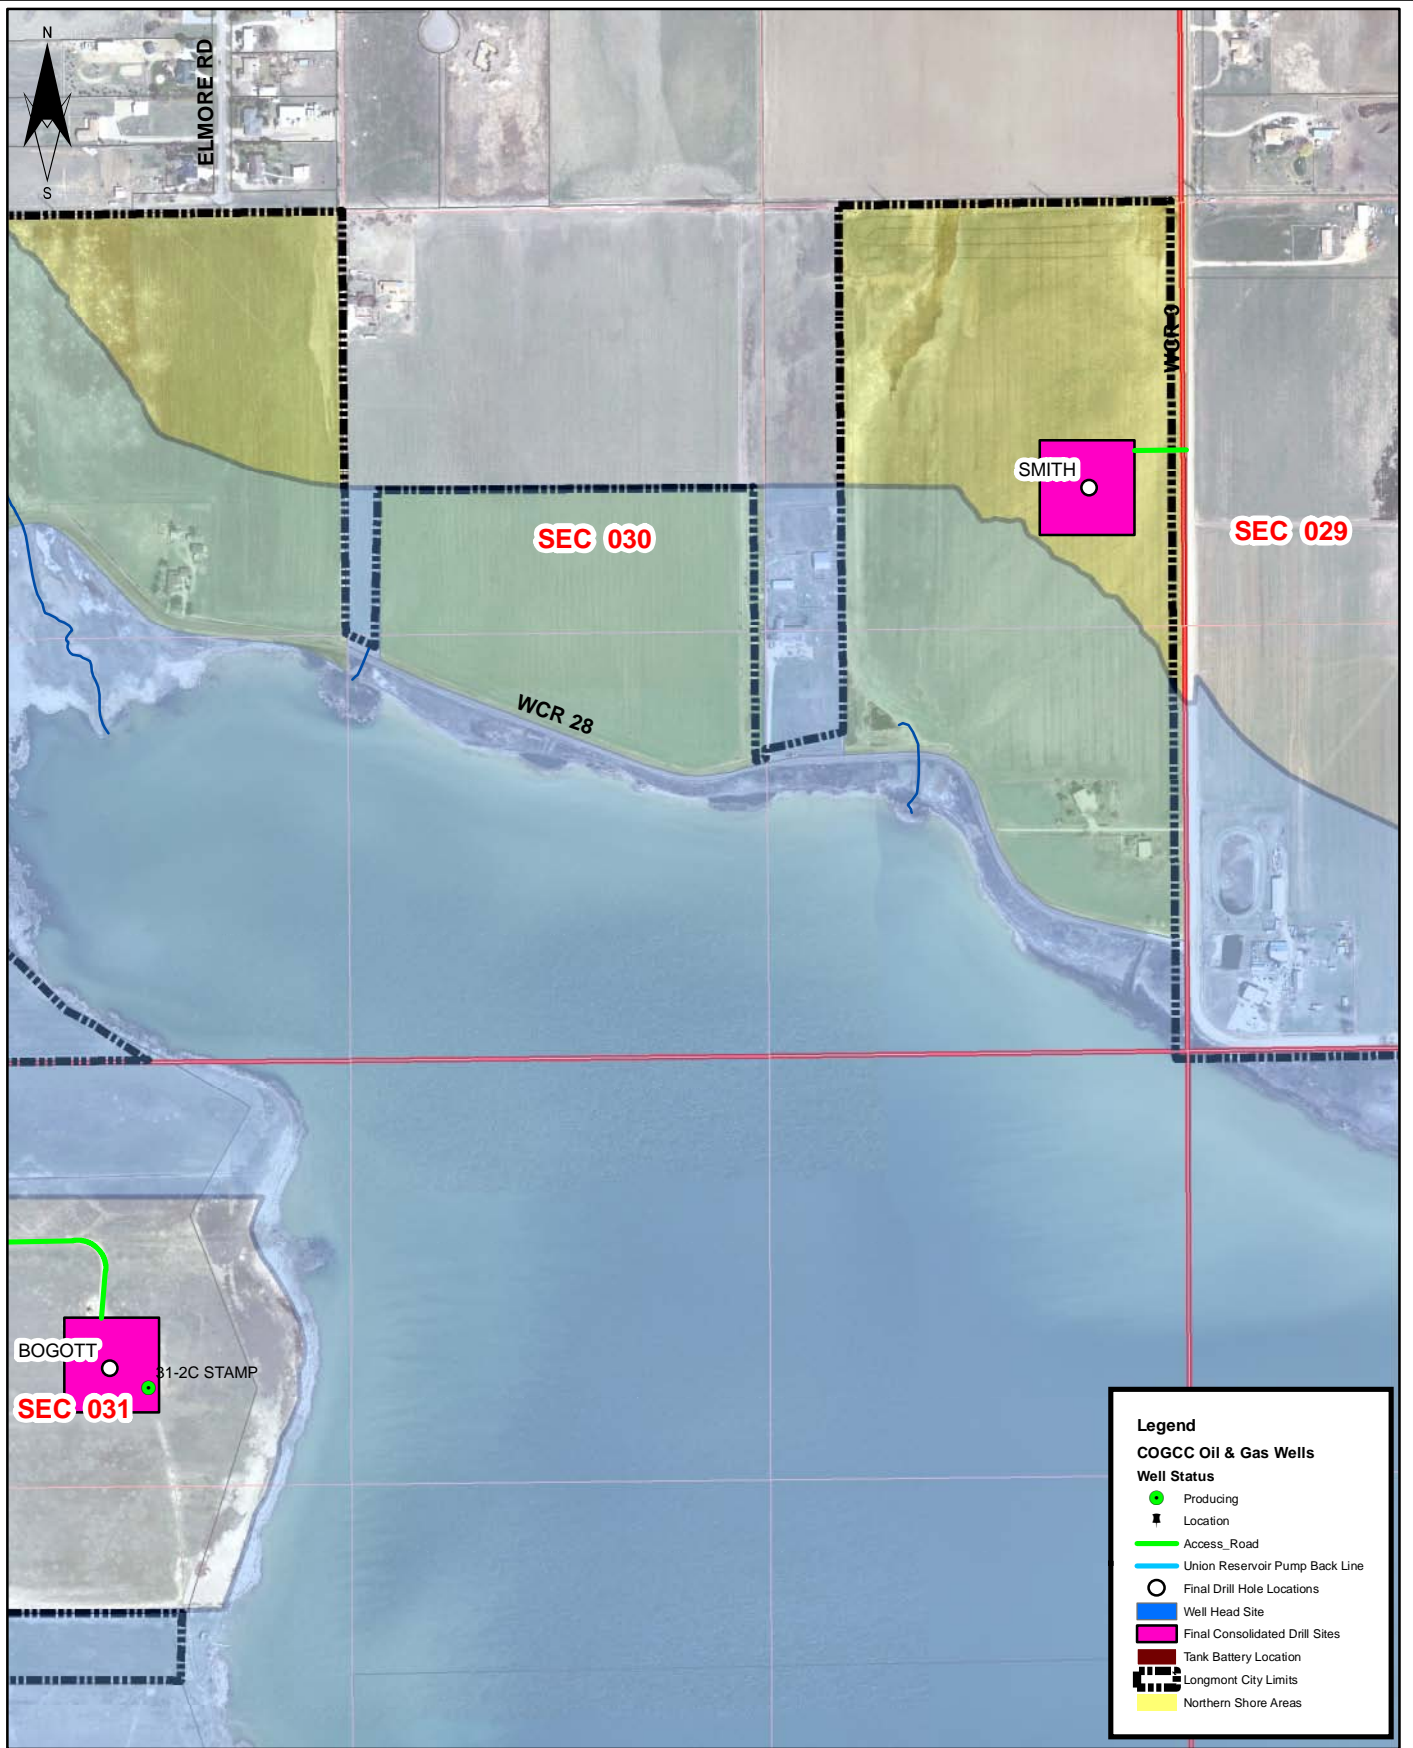 N
S
ELMORE RD
WCR
SMITH
SEC 030
SEC 029
WCR 28
BOGOTT
31-2C STAMP
SEC 031
Legend
COGCC Oil & Gas Wells
Well Status
Producing
Location
Access_Road
Union Reservoir Pump Back Line
Final Drill Hole Locations
Well Head Site
Final Consolidated Drill Sites
Tank Battery Location
Longmont City Limits
Northern Shore Areas